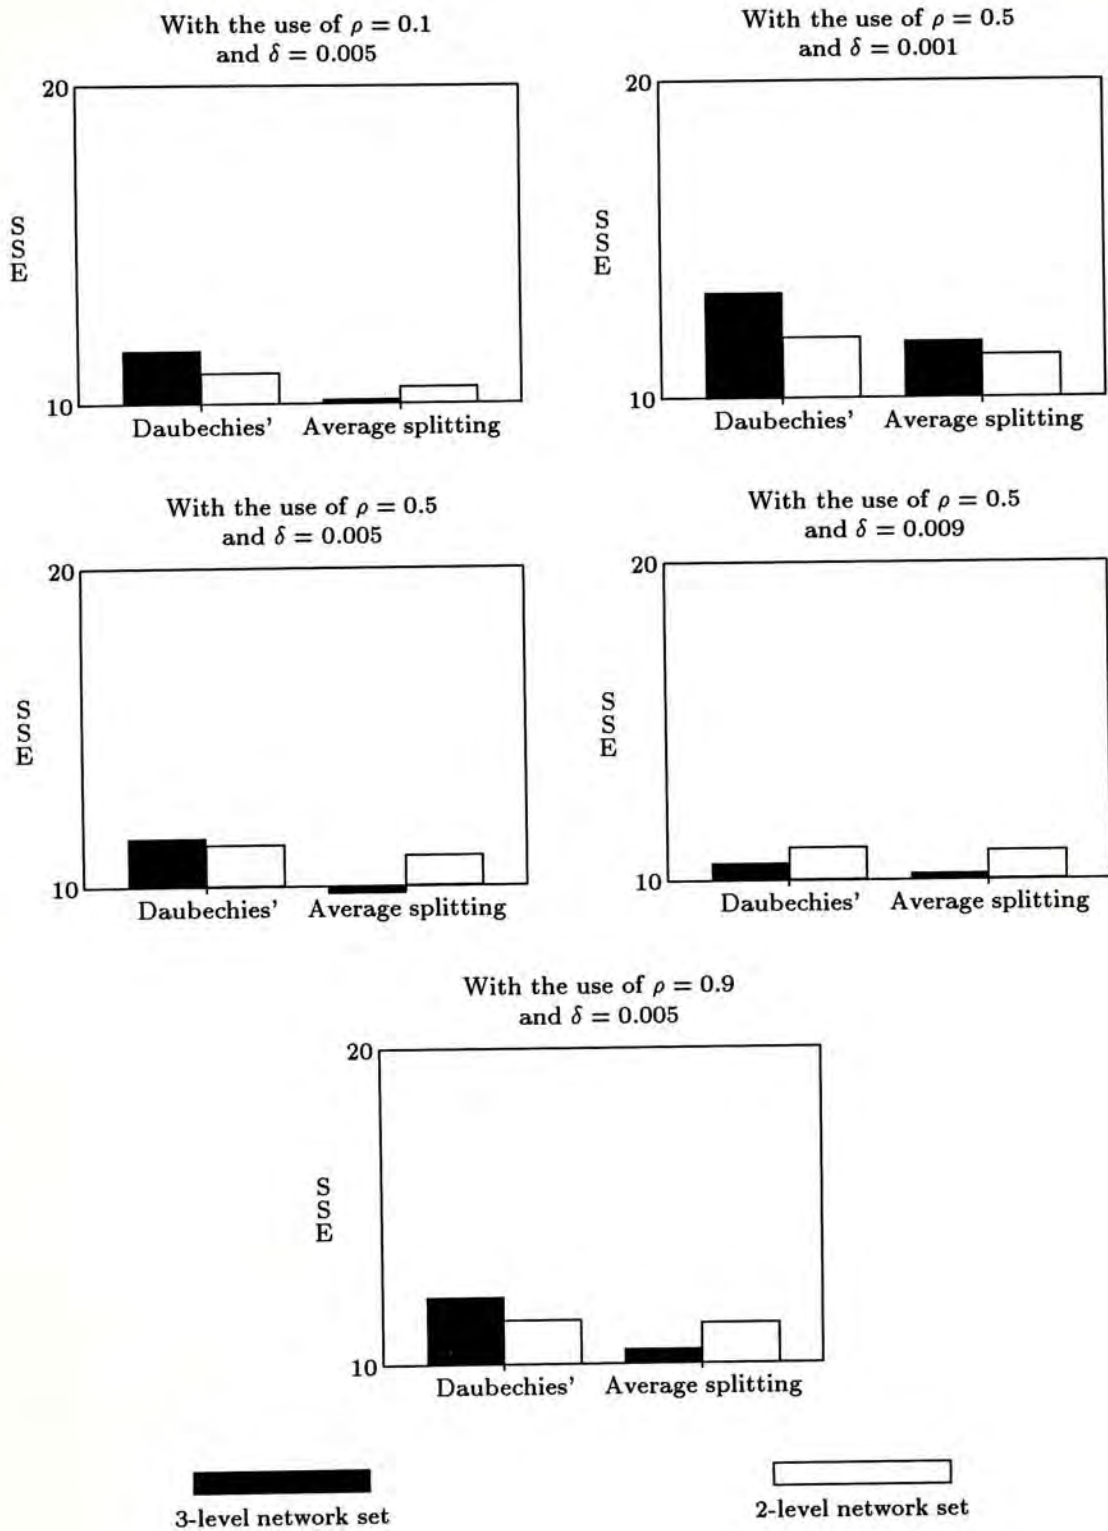 With the use of ρ = 0.1
and δ = 0.005
20
S
S
E
10
Daubechies' Average splitting
With the use of ρ = 0.5
and δ = 0.001
20
S
S
E
10
Daubechies' Average splitting
With the use of ρ = 0.5
and δ = 0.005
20
S
S
E
10
Daubechies' Average splitting
With the use of ρ = 0.5
and δ = 0.009
20
S
S
E
10
Daubechies' Average splitting
With the use of ρ = 0.9
and δ = 0.005
20
S
S
E
10
Daubechies' Average splitting
3-level network set
2-level network set